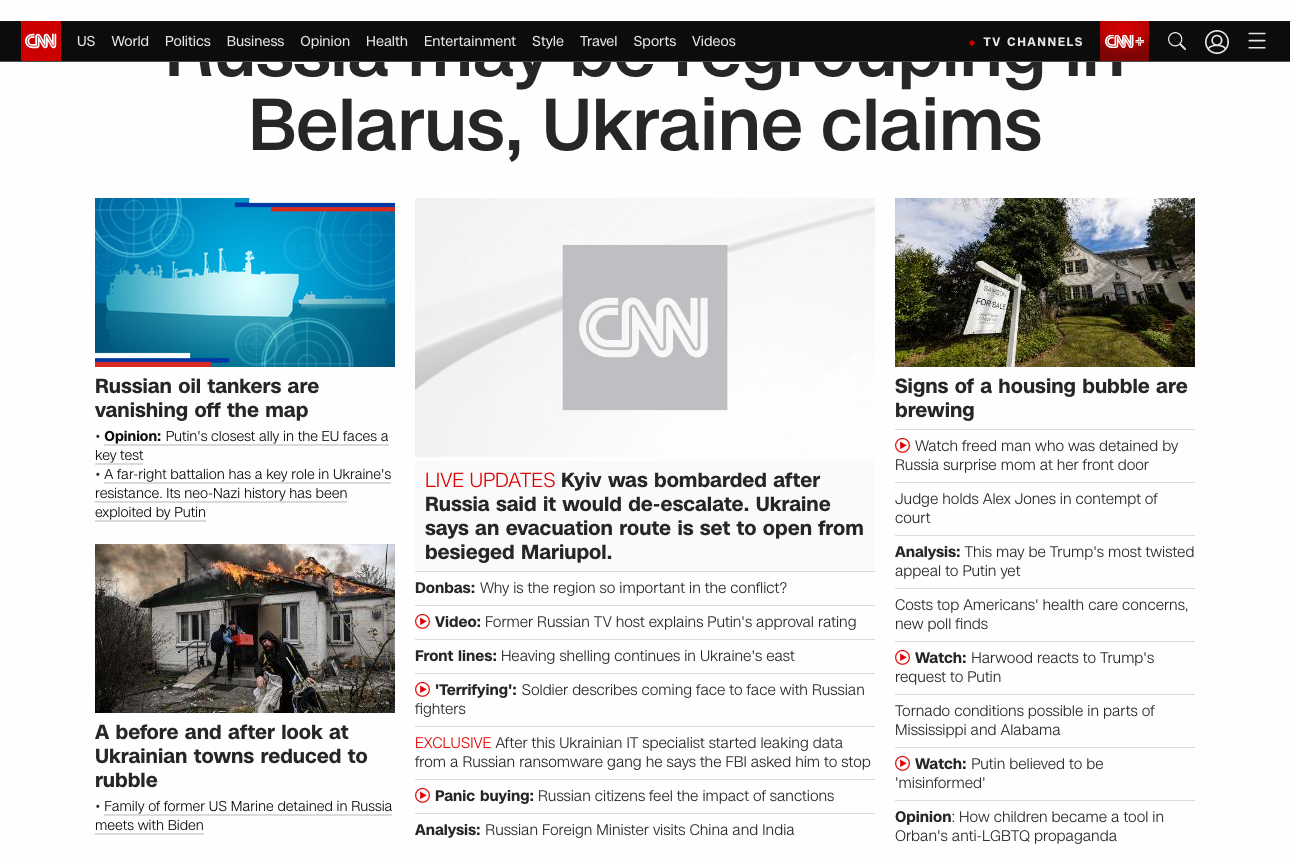 CNN US World Politics Business Opinion Health Entertainment Style Travel Sports Videos • TV CHANNELS CNN+
Russia may be regrouping in
Belarus, Ukraine claims
Russian oil tankers are
vanishing off the map
• Opinion: Putin's closest ally in the EU faces a
key test
• A far-right battalion has a key role in Ukraine's
resistance. Its neo-Nazi history has been
exploited by Putin
A before and after look at
Ukrainian towns reduced to
rubble
• Family of former US Marine detained in Russia
meets with Biden
CNN
LIVE UPDATES Kyiv was bombarded after
Russia said it would de-escalate. Ukraine
says an evacuation route is set to open from
besieged Mariupol.
Donbas: Why is the region so important in the conflict?
Video: Former Russian TV host explains Putin's approval rating
Front lines: Heaving shelling continues in Ukraine's east
'Terrifying': Soldier describes coming face to face with Russian
fighters
EXCLUSIVE After this Ukrainian IT specialist started leaking data
from a Russian ransomware gang he says the FBI asked him to stop
Panic buying: Russian citizens feel the impact of sanctions
Analysis: Russian Foreign Minister visits China and India
FOR SALE
Signs of a housing bubble are
brewing
Watch freed man who was detained by
Russia surprise mom at her front door
Judge holds Alex Jones in contempt of
court
Analysis: This may be Trump's most twisted
appeal to Putin yet
Costs top Americans' health care concerns,
new poll finds
Watch: Harwood reacts to Trump's
request to Putin
Tornado conditions possible in parts of
Mississippi and Alabama
Watch: Putin believed to be
'misinformed'
Opinion: How children became a tool in
Orban's anti-LGBTQ propaganda